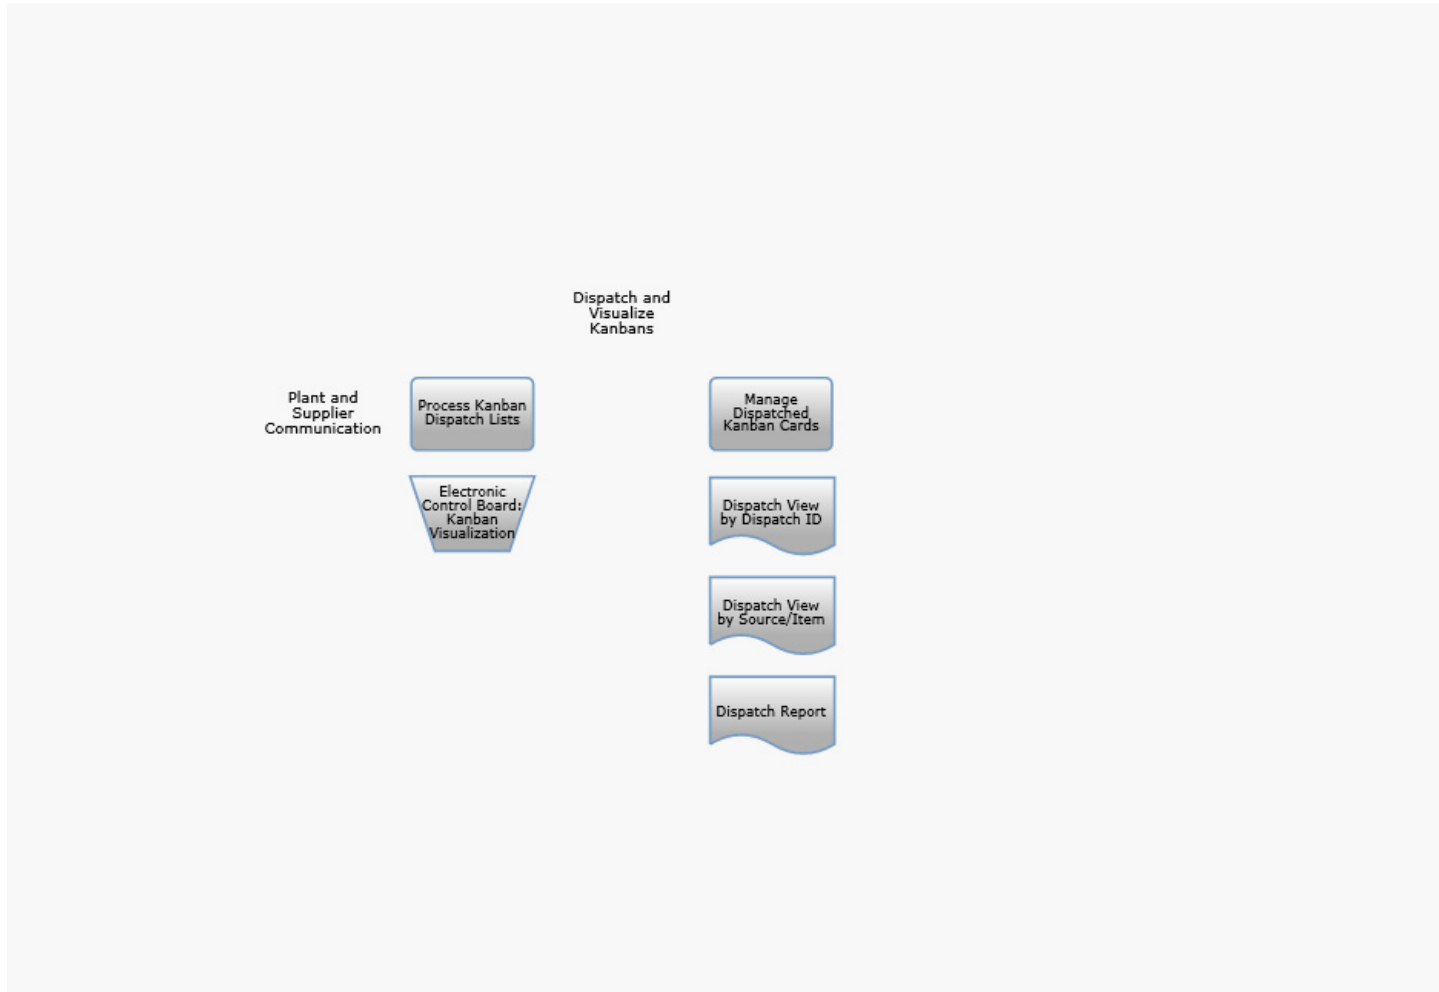 Dispatch and
Visualize
Kanbans
Plant and
Supplier
Communication
Process Kanban
Dispatch Lists
Manage
Dispatched
Kanban Cards
Electronic
Control Board:
Kanban
Visualization
Dispatch View
by Dispatch ID
Dispatch View
by Source/Item
Dispatch Report